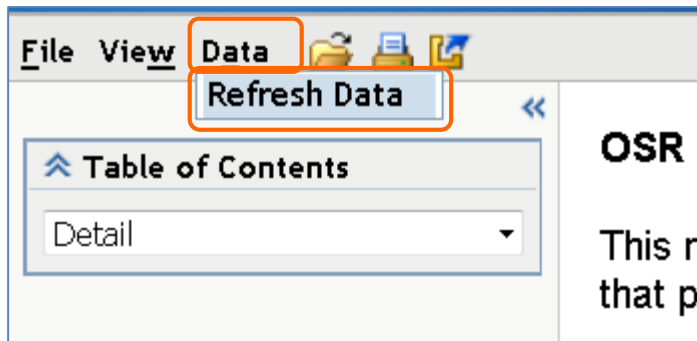 File View Data
Refresh Data
Table of Contents
Detail
OSR
This
that